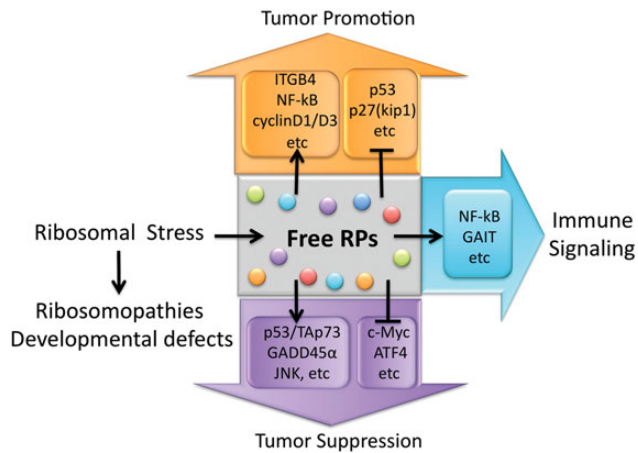 Tumor Promotion
ITGB4
NF-kB
cyclinD1/D3
etc
p53
p27(kip1)
etc
Ribosomal Stress
Free RPs
NF-kB
GAIT
etc
Immune
Signaling
Ribosomopathies
Developmental defects
p53/TAp73
GADD45α
JNK, etc
c-Myc
ATF4
etc
Tumor Suppression